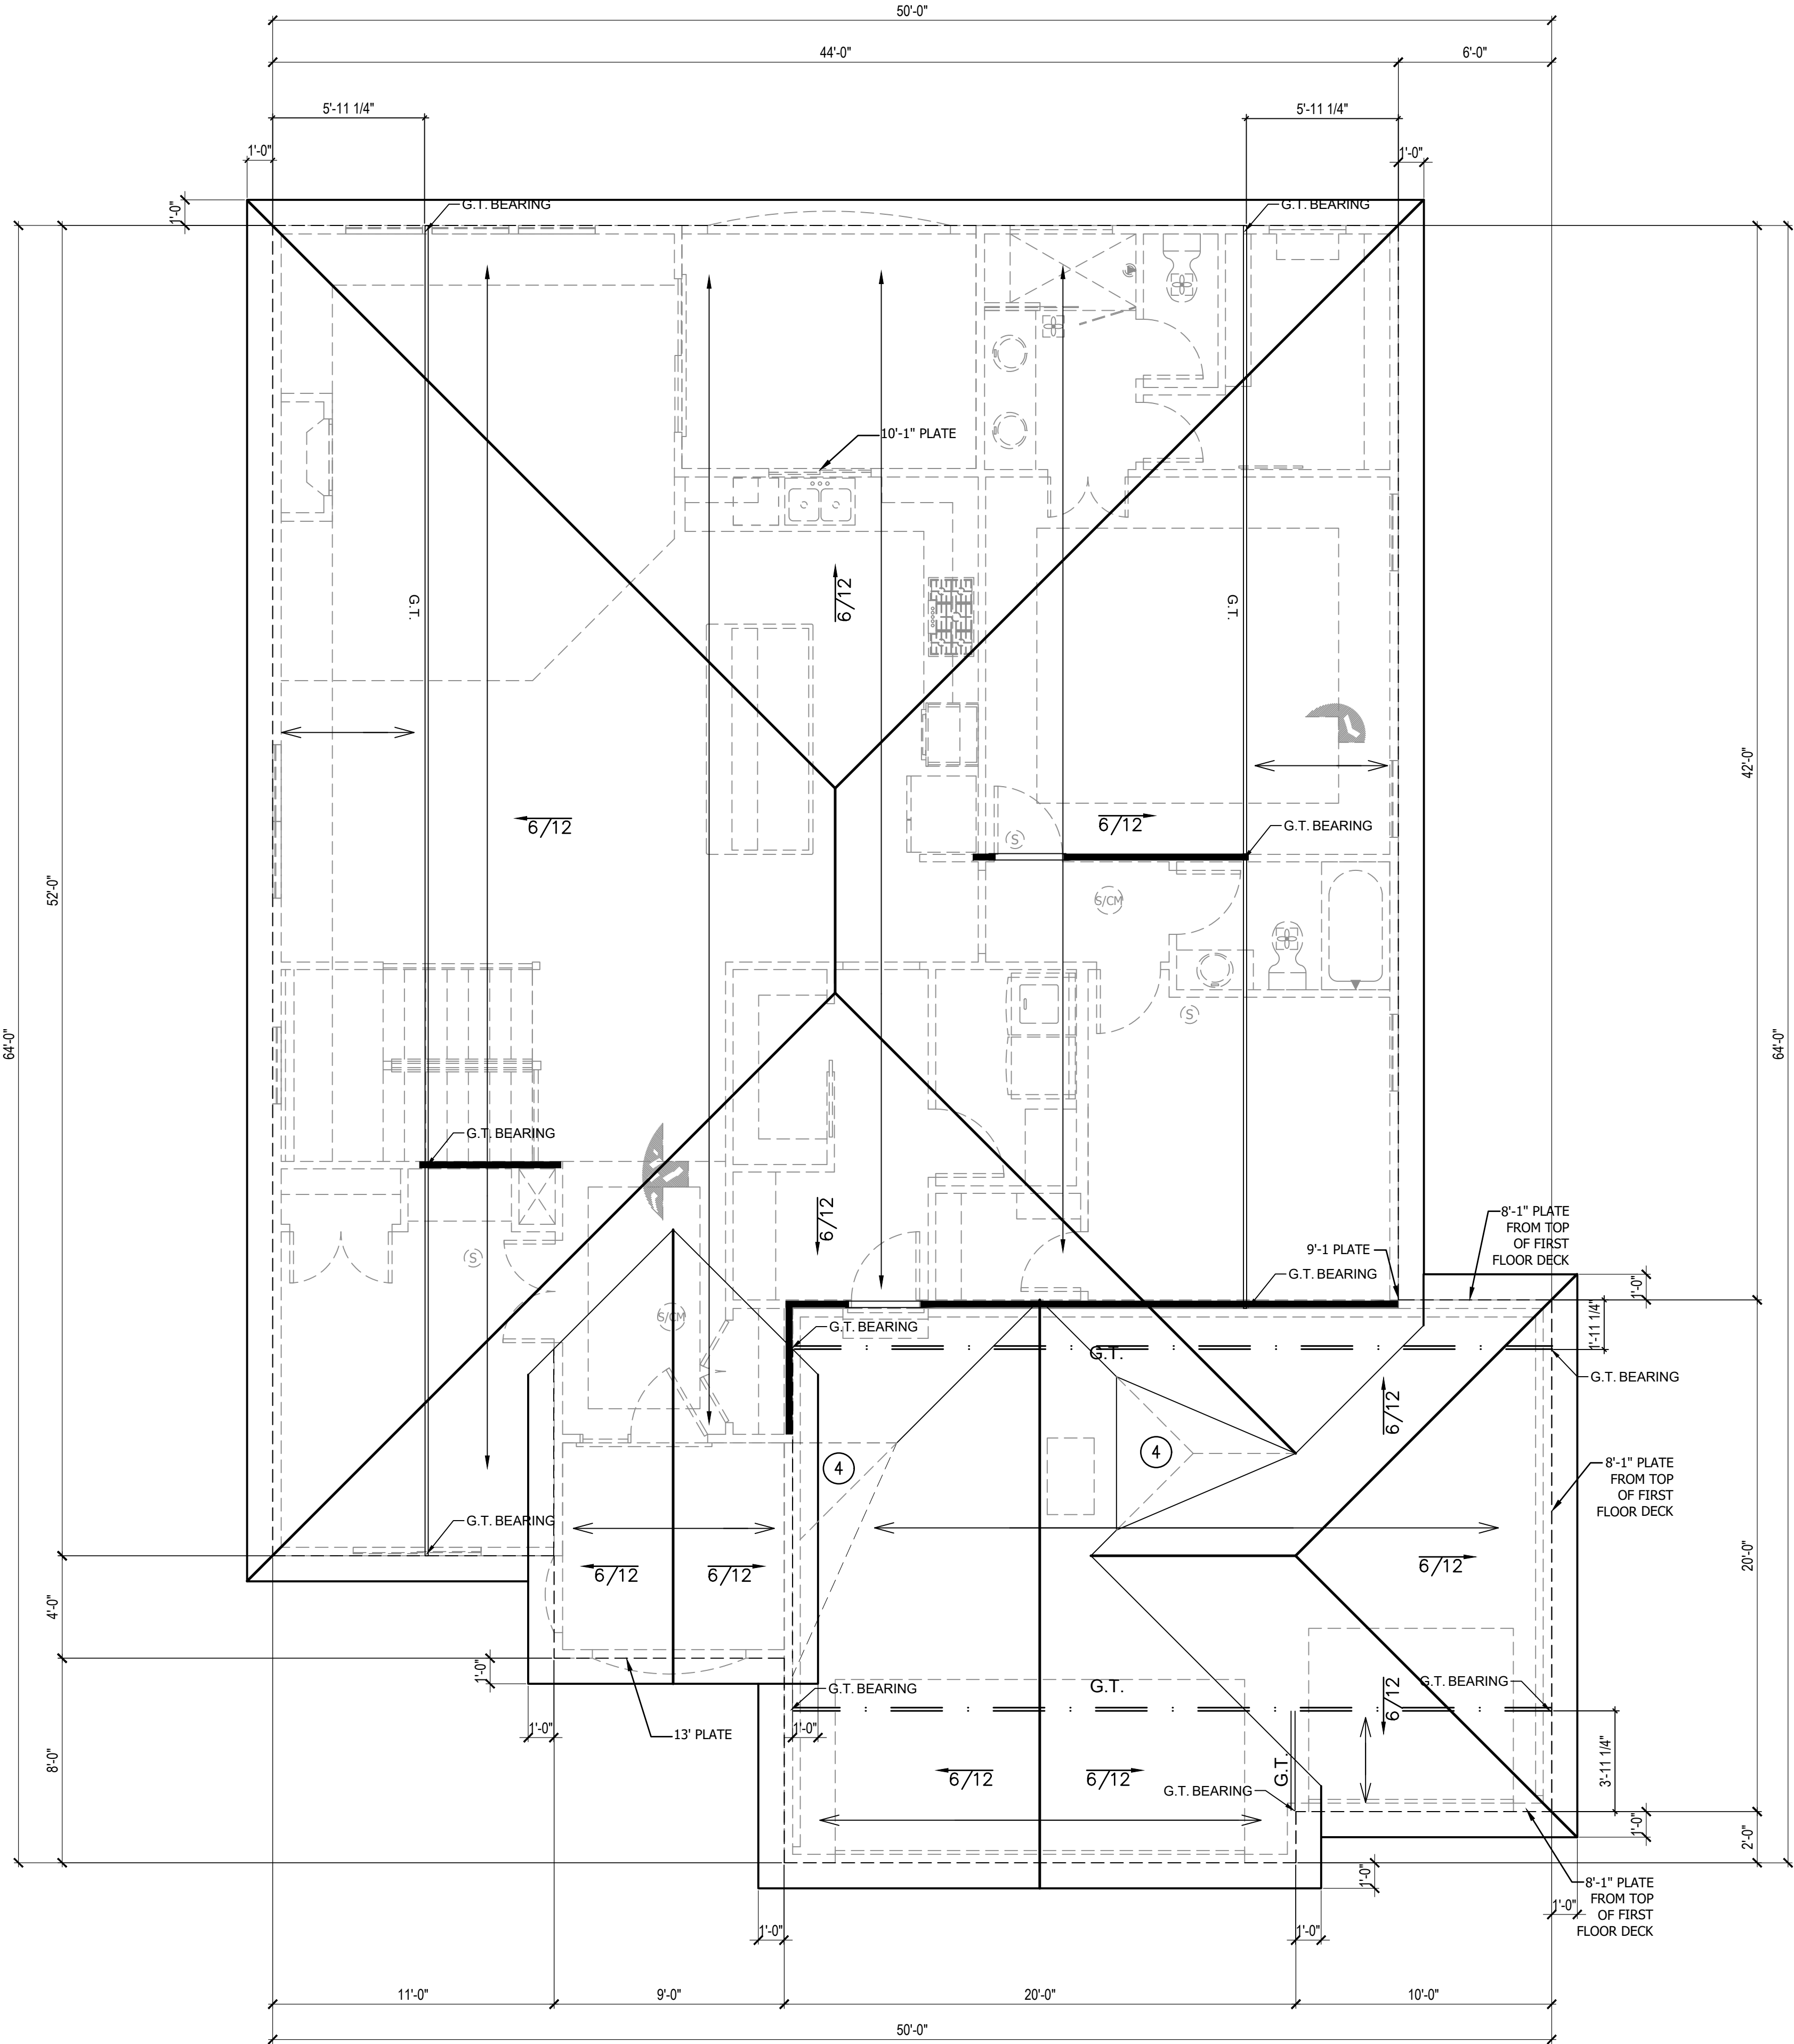 50'-0"
44'-0"
6'-0"
5'-11 1/4"
5'-11 1/4"
1'-0"
1'-0"
1'-0"
G.T. BEARING
G.T. BEARING
10'-1" PLATE
6/12
G.T.
G.T.
42'-0"
6/12
6/12
S
G.T. BEARING
52'-0"
S/CM
S
64'-0"
64'-0"
G.T. BEARING
6/12
S
8'-1" PLATE
FROM TOP
OF FIRST
FLOOR DECK
9'-1 PLATE
G.T. BEARING
1'-0"
S/CM
G.T. BEARING
1'-11 1/4"
G.T.
G.T. BEARING
6/12
4
4
8'-1" PLATE
FROM TOP
OF FIRST
FLOOR DECK
G.T. BEARING
6/12
6/12
6/12
20'-0"
4'-0"
1'-0"
G.T. BEARING
G.T.
6/12
G.T. BEARING
1'-0"
13' PLATE
1'-0"
8'-0"
6/12
6/12
G.T.
G.T. BEARING
3'-11 1/4"
1'-0"
2'-0"
1'-0"
8'-1" PLATE
FROM TOP
OF FIRST
FLOOR DECK
1'-0"
1'-0"
1'-0"
11'-0"
9'-0"
20'-0"
10'-0"
50'-0"